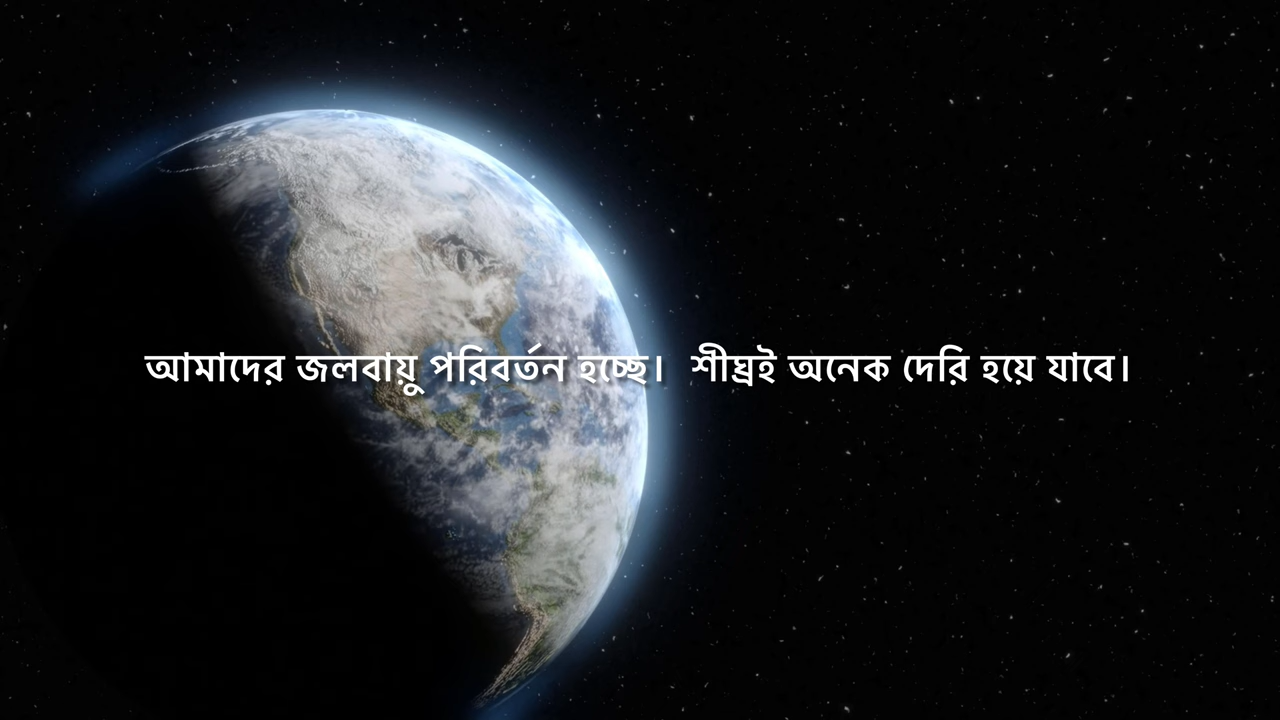 আমাদের জলবায়ু পরিবর্তন হচ্ছে। শীঘ্রই অনেক দেরি হয়ে যাবে।